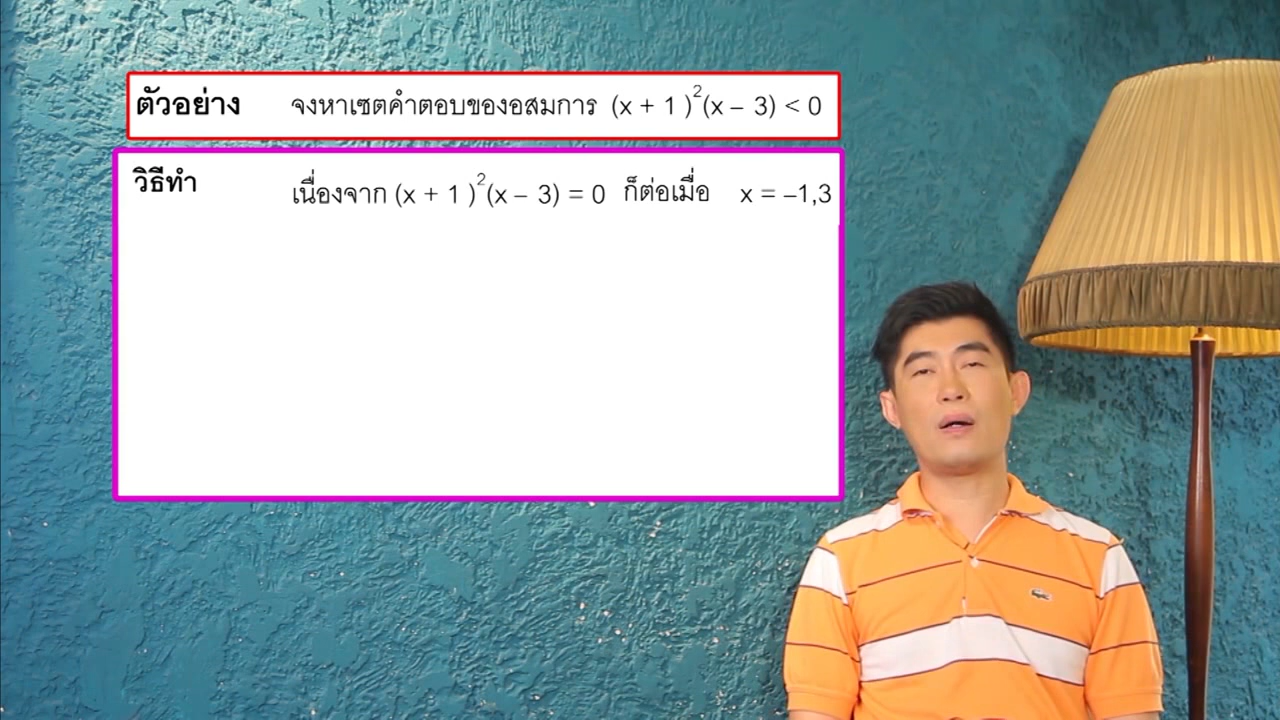 ตัวอย่าง จงหาเซตคำตอบของอสมการ (x + 1 )²(x – 3) < 0
วิธีทำ เนื่องจาก (x + 1 )²(x – 3) = 0 ก็ต่อเมื่อ x = –1,3